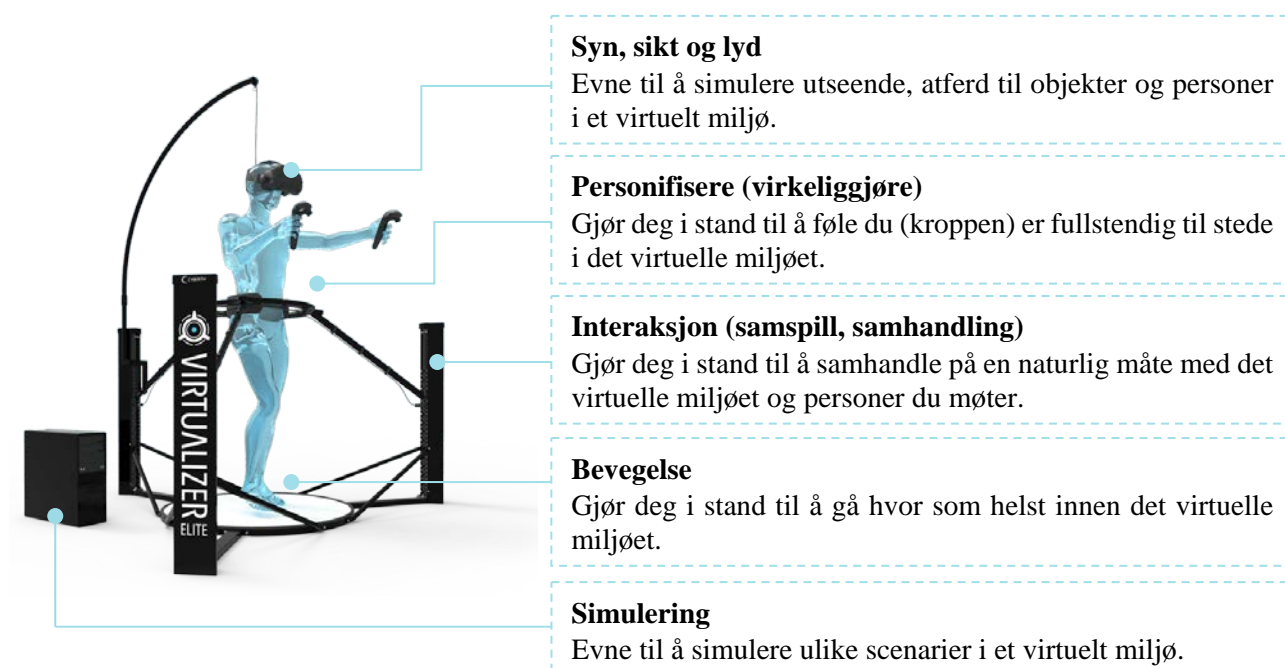 Syn, sikt og lyd
Evne til å simulere utseende, atferd til objekter og personer
i et virtuelt miljø.
Personifisere (virkeliggjøre)
Gjør deg i stand til å føle du (kroppen) er fullstendig til stede
i det virtuelle miljøet.
Interaksjon (samspill, samhandling)
Gjør deg i stand til å samhandle på en naturlig måte med det
virtuelle miljøet og personer du møter.
Bevegelse
Gjør deg i stand til å gå hvor som helst innen det virtuelle
miljøet.
Simulering
Evne til å simulere ulike scenarier i et virtuelt miljø.
VIRTUALIZER
ELITE